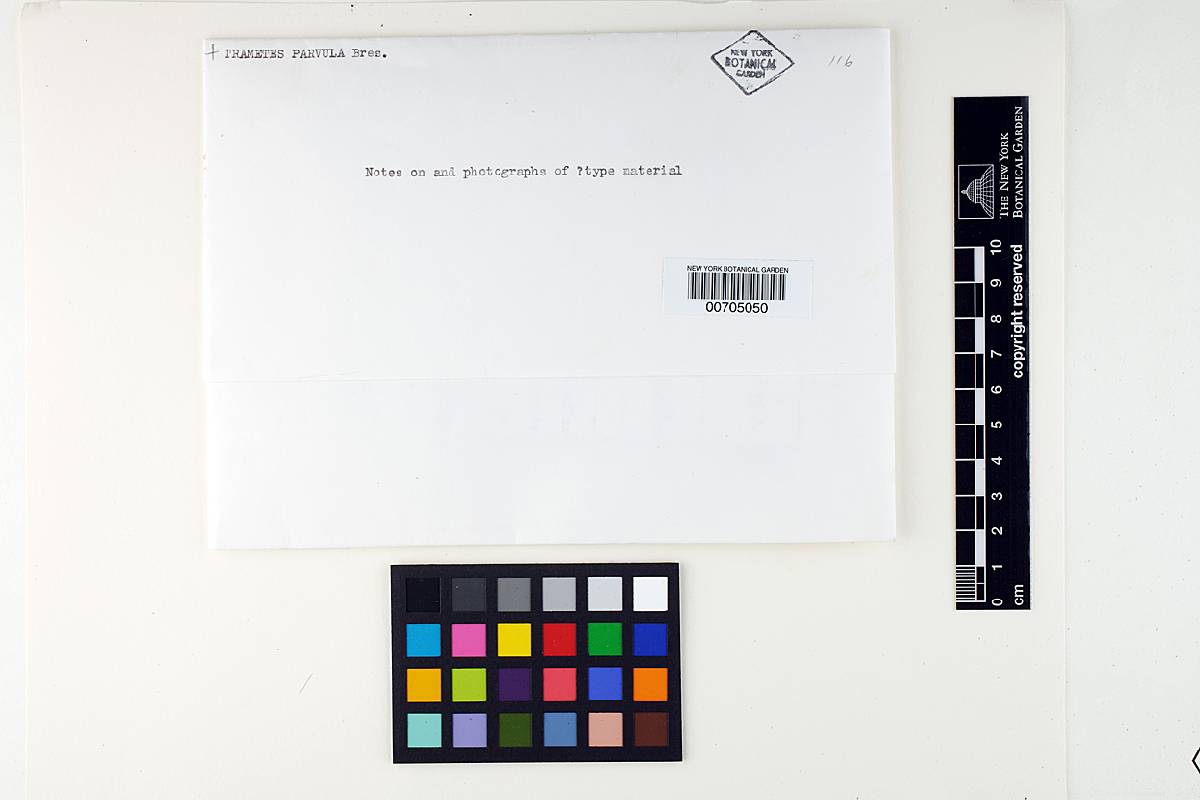 + TRAMETES PARVULA Bres.
NEW YORK
BOTANICAL
GARDEN
116
Notes on and photographs of ?type material
NEW YORK BOTANICAL GARDEN
00705050
THE NEW YORK
BOTANICAL GARDEN
copyright reserved
10
9
8
7
6
5
4
3
2
1
0
cm